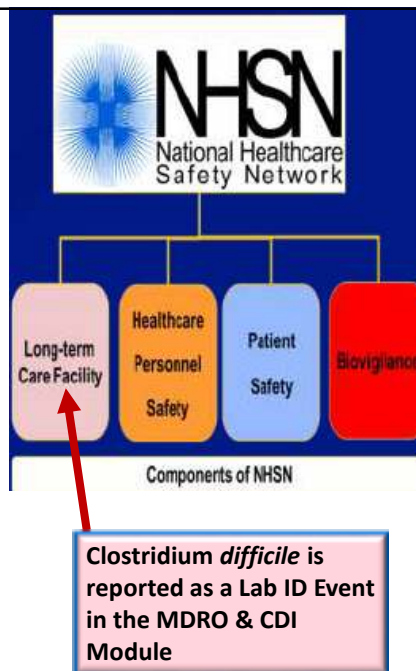 NHSN
National Healthcare
Safety Network
Long-term
Care Facility
Healthcare
Personnel
Safety
Patient
Safety
Biovigilance
Components of NHSN
Clostridium difficile is
reported as a Lab ID Event
in the MDRO & CDI
Module